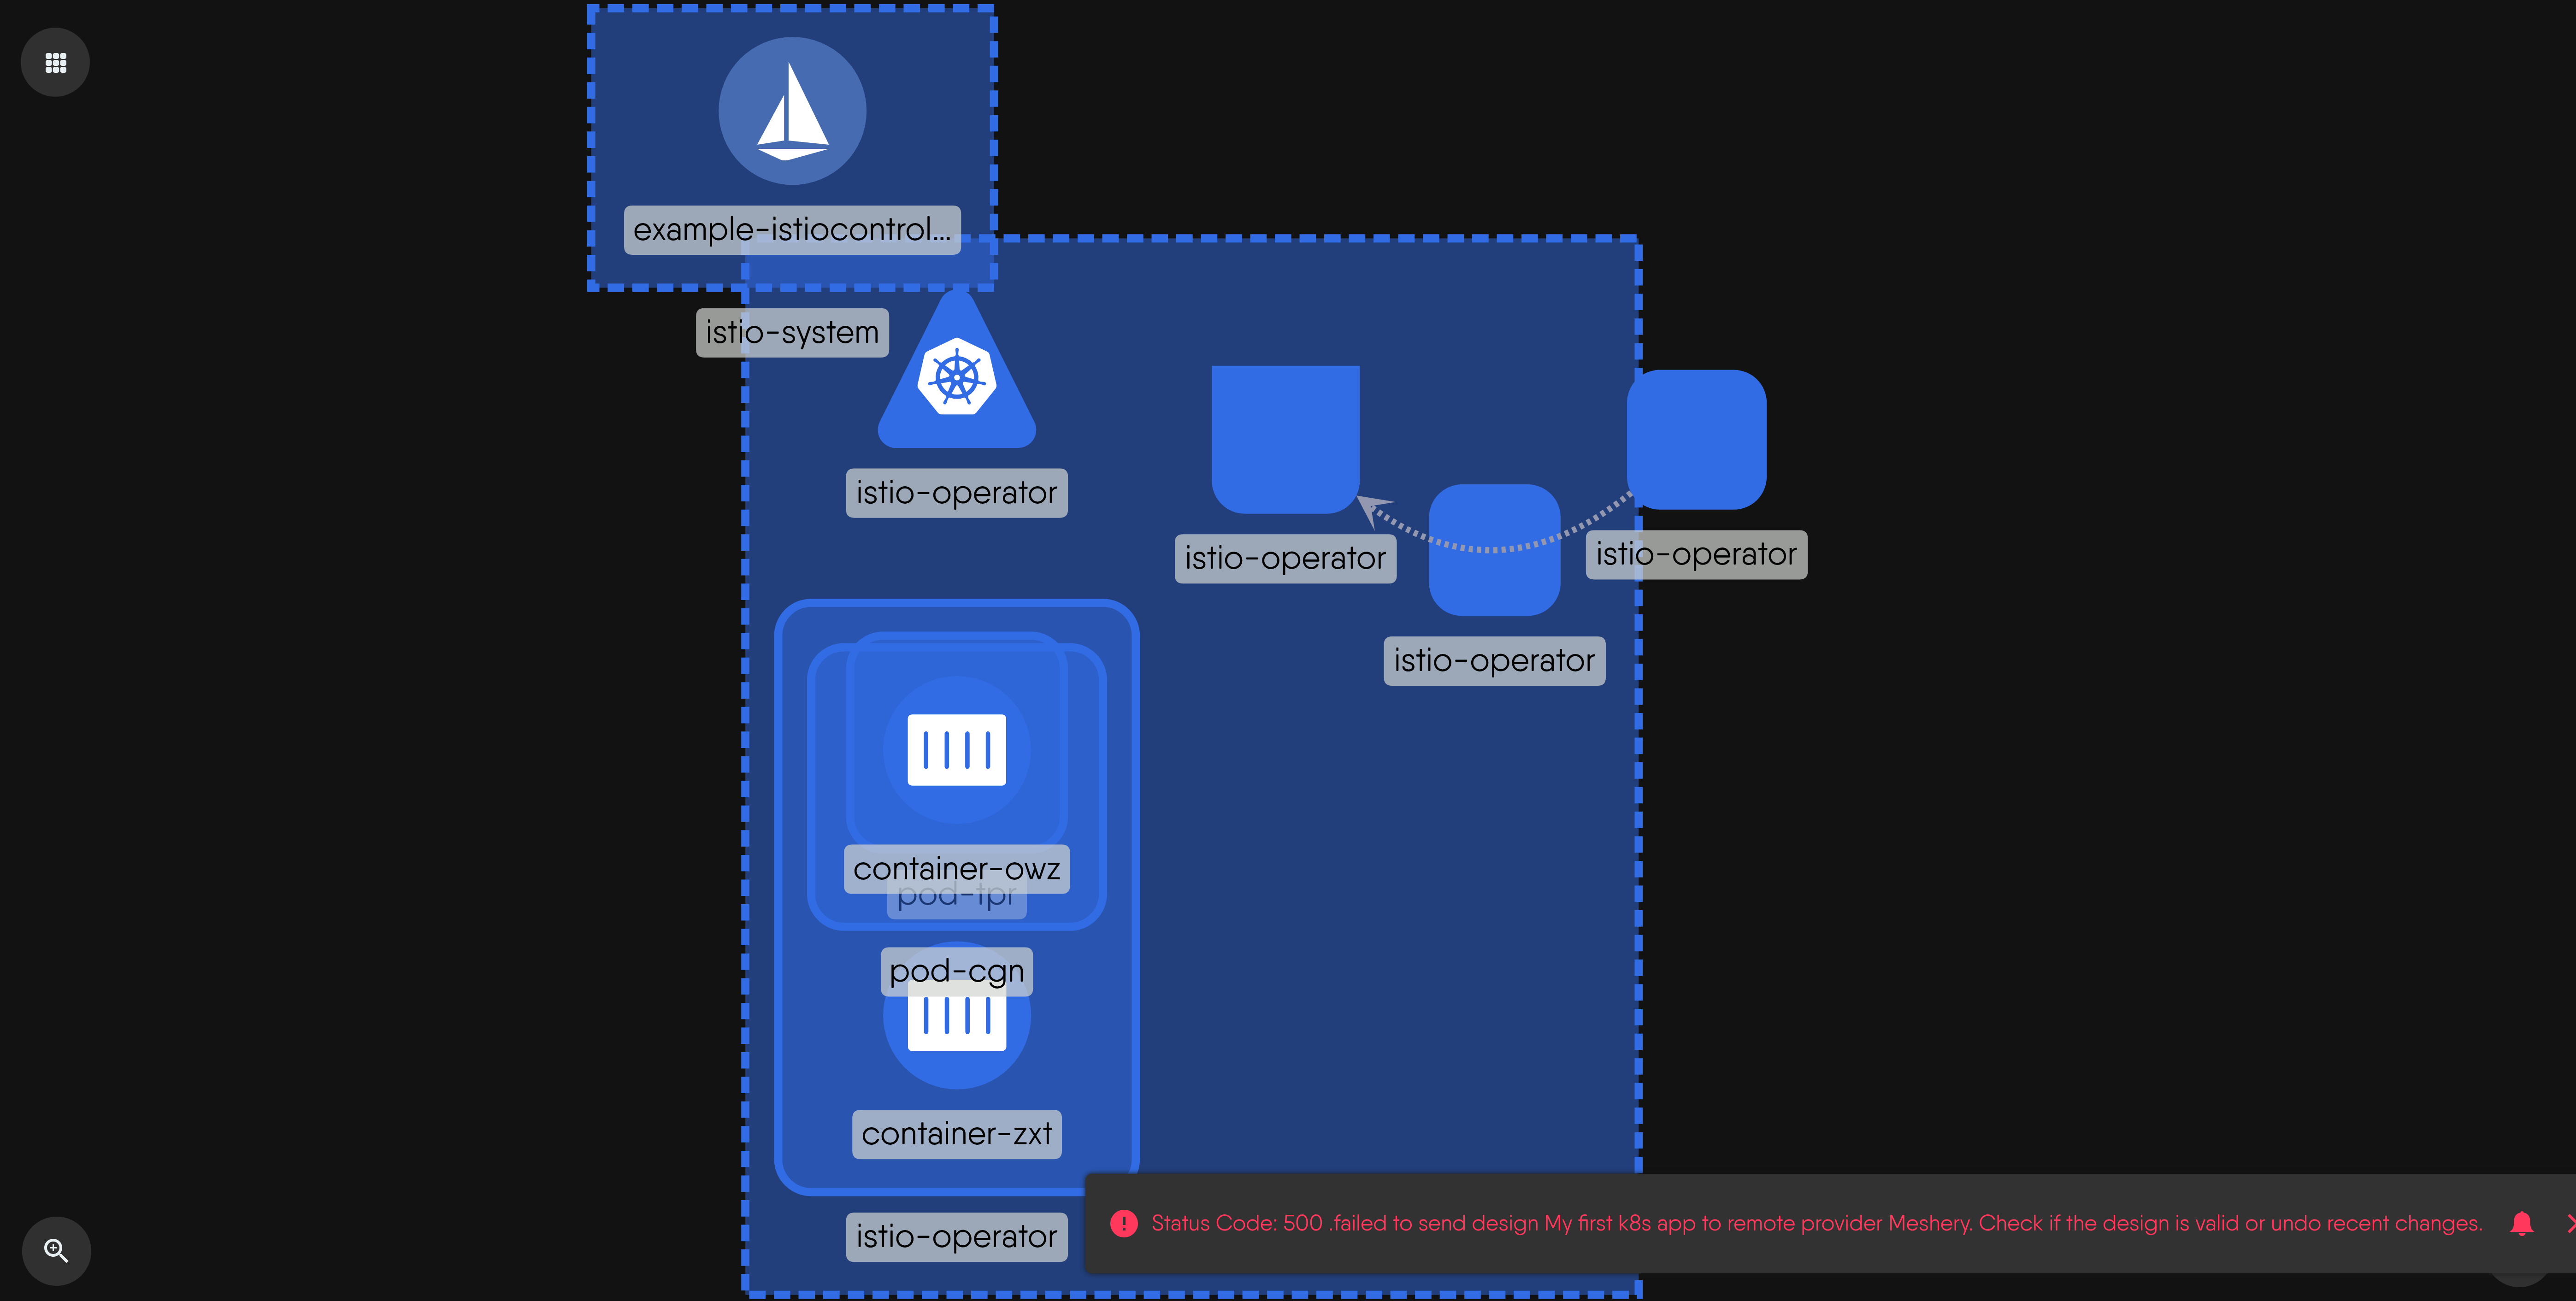 example-istiocontrol...
istio-system
istio-operator
istio-operator
istio-operator
istio-operator
container-owz
pod-tpr
pod-cgn
container-zxt
istio-operator
Status Code: 500 .failed to send design My first k8s app to remote provider Meshery. Check if the design is valid or undo recent changes.